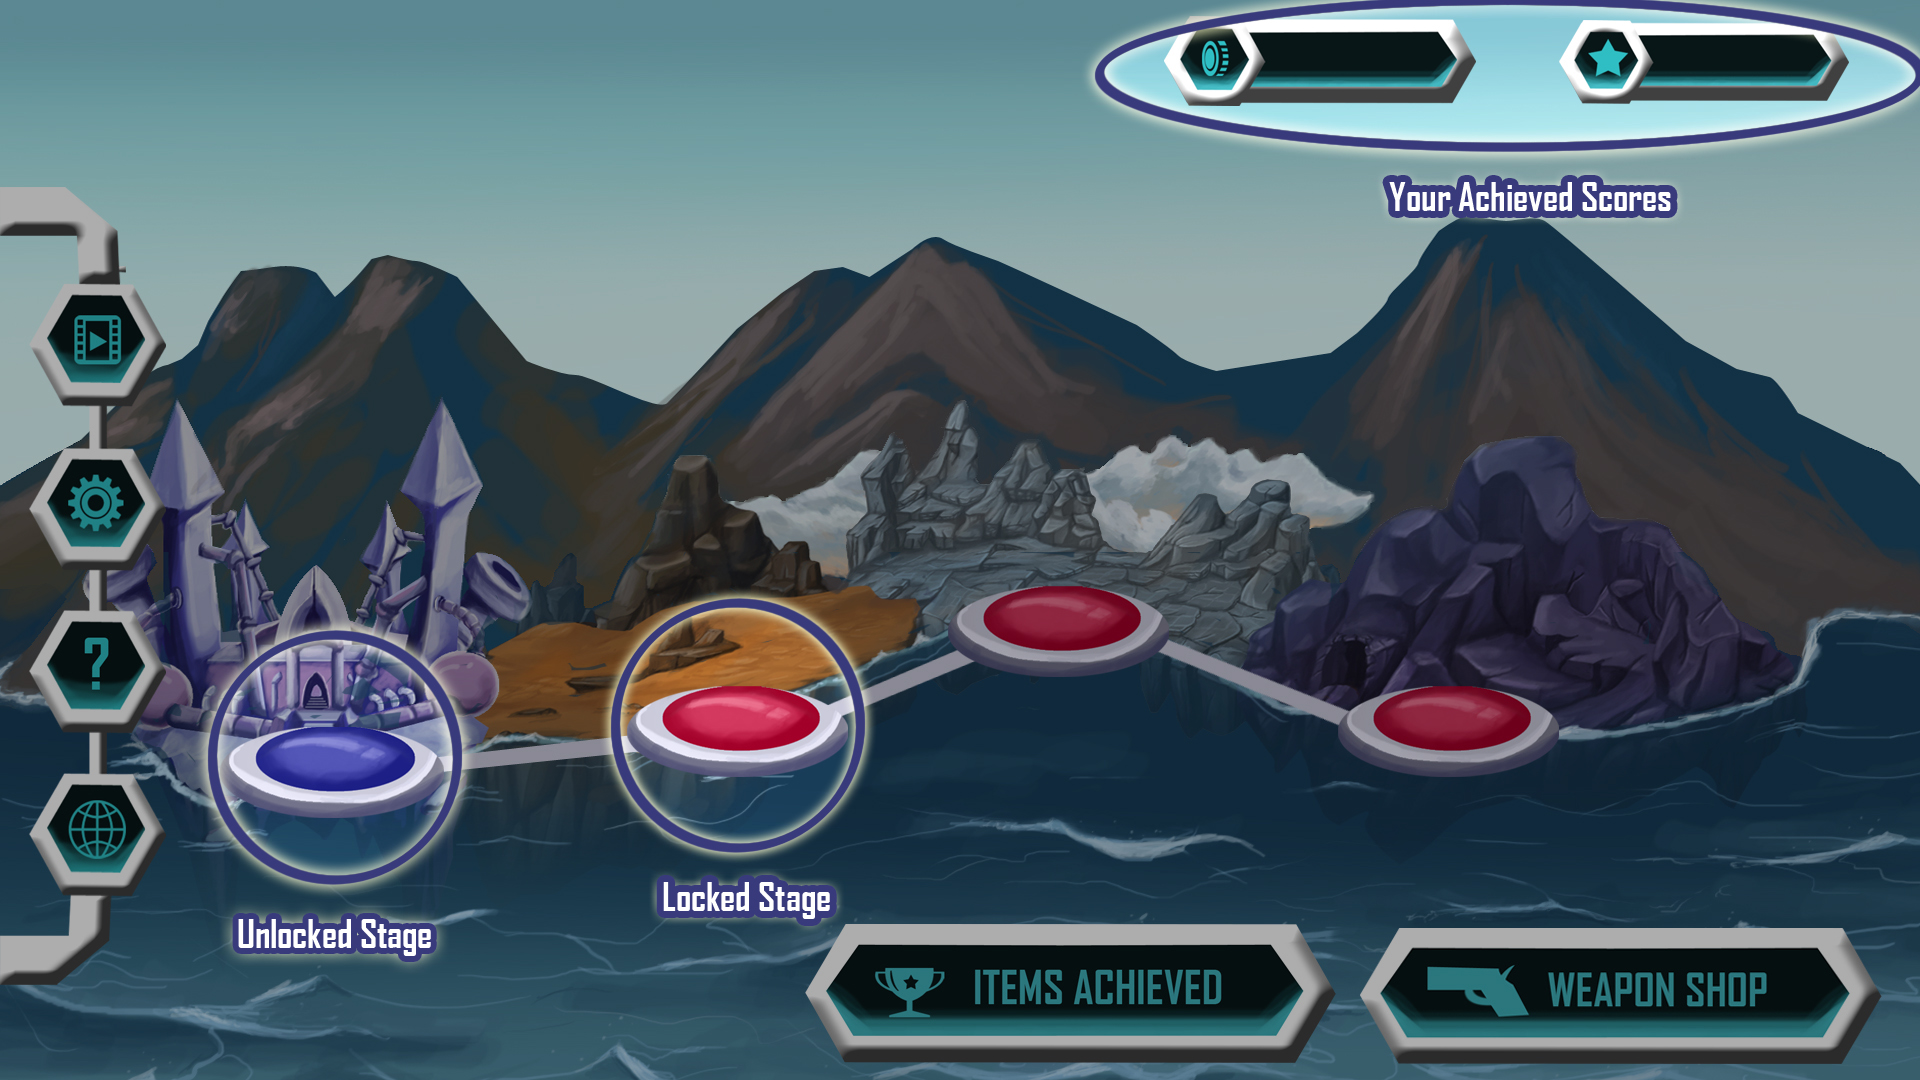 Your Achieved Scores
?
Locked Stage
Unlocked Stage
ITEMS ACHIEVED
WEAPON SHOP